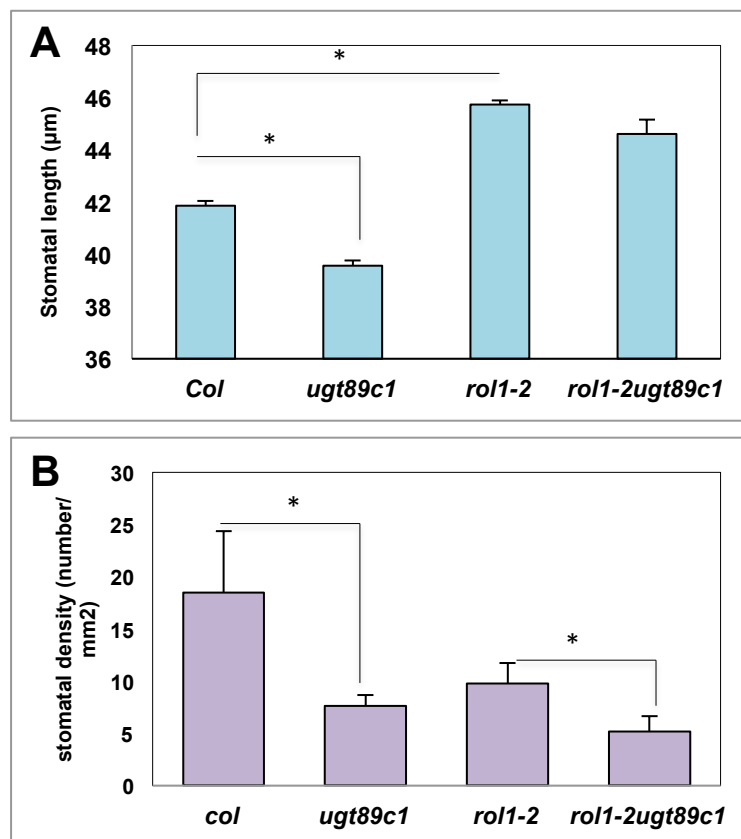 A
Stomatal length (µm)
48
46
44
42
40
38
36
*
*
Col ugt89c1 rol1-2 rol1-2ugt89c1
B
stomatal density (number/
mm2)
30
25
20
15
10
5
0
*
*
col ugt89c1 rol1-2 rol1-2ugt89c1